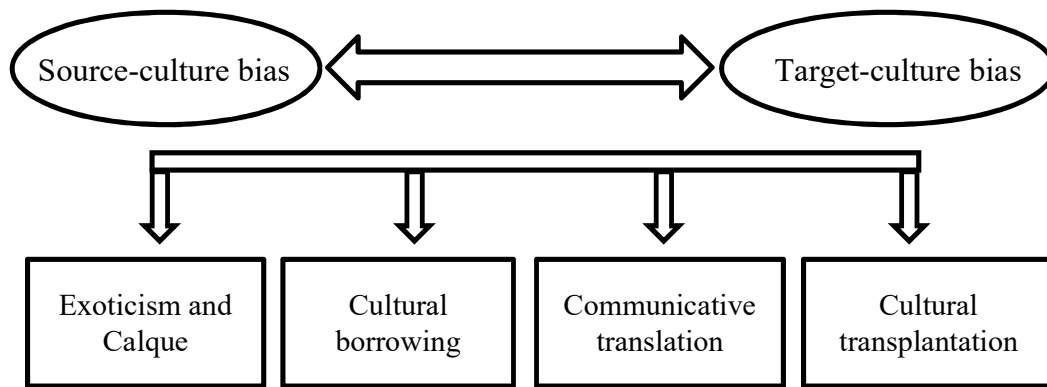 Source-culture bias
Target-culture bias
Exoticism and
Calque
Cultural
borrowing
Communicative
translation
Cultural
transplantation